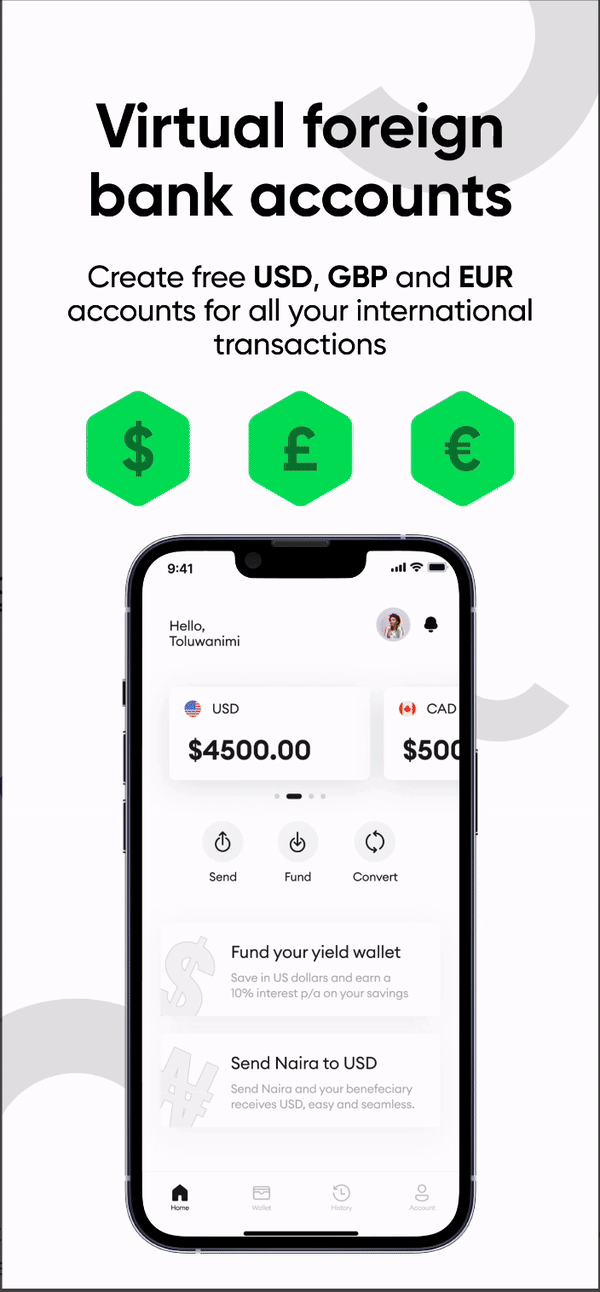 Virtual foreign
bank accounts
Create free USD, GBP and EUR
accounts for all your international
transactions
$ £ €
9:41
Hello,
Toluwanimi
USD
CAD
$4500.00
$500
Send
Fund
Convert
$
Fund your yield wallet
Save in US dollars and earn a
10% interest p/a on your savings
₦
Send Naira to USD
Send Naira and your benefeciary
receives USD, easy and seamless.
Home
Wallet
History
Account